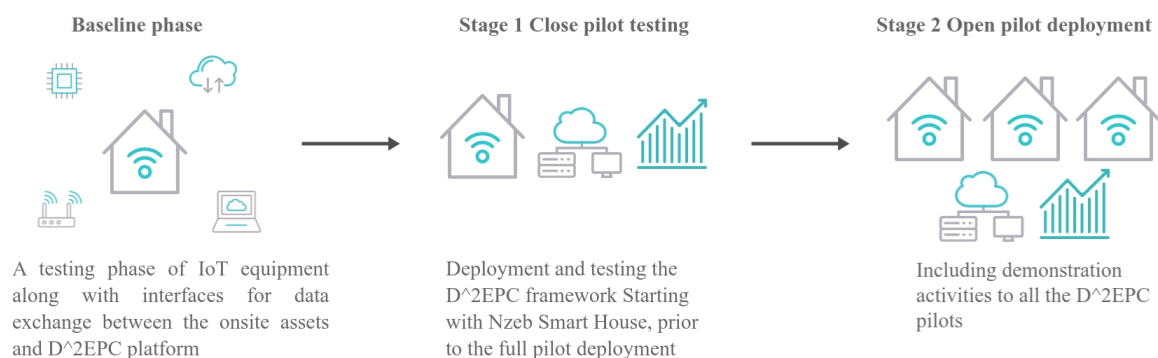 Baseline phase
A testing phase of IoT equipment
along with interfaces for data
exchange between the onsite assets
and D^2EPC platform
Stage 1 Close pilot testing
Deployment and testing the
D^2EPC framework Starting
with Nzeb Smart House, prior
to the full pilot deployment
Stage 2 Open pilot deployment
Including demonstration
activities to all the D^2EPC
pilots